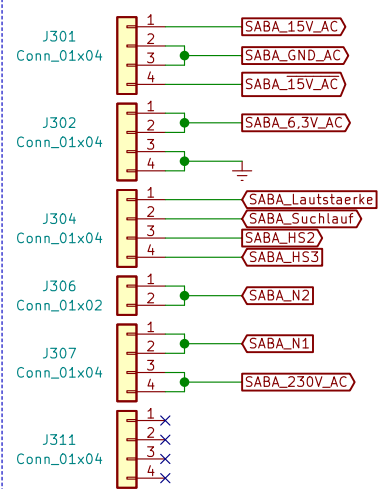 J301
Conn_01x04
1
2
3
4
SABA_15V_AC
SABA_GND_AC
SABA_15V_AC
J302
Conn_01x04
1
2
3
4
SABA_6,3V_AC
J304
Conn_01x04
1
2
3
4
SABA_Lautstaerke
SABA_Suchlauf
SABA_HS2
SABA_HS3
J306
Conn_01x02
1
2
SABA_N2
J307
Conn_01x04
1
2
3
4
SABA_N1
SABA_230V_AC
J311
Conn_01x04
1
2
3
4